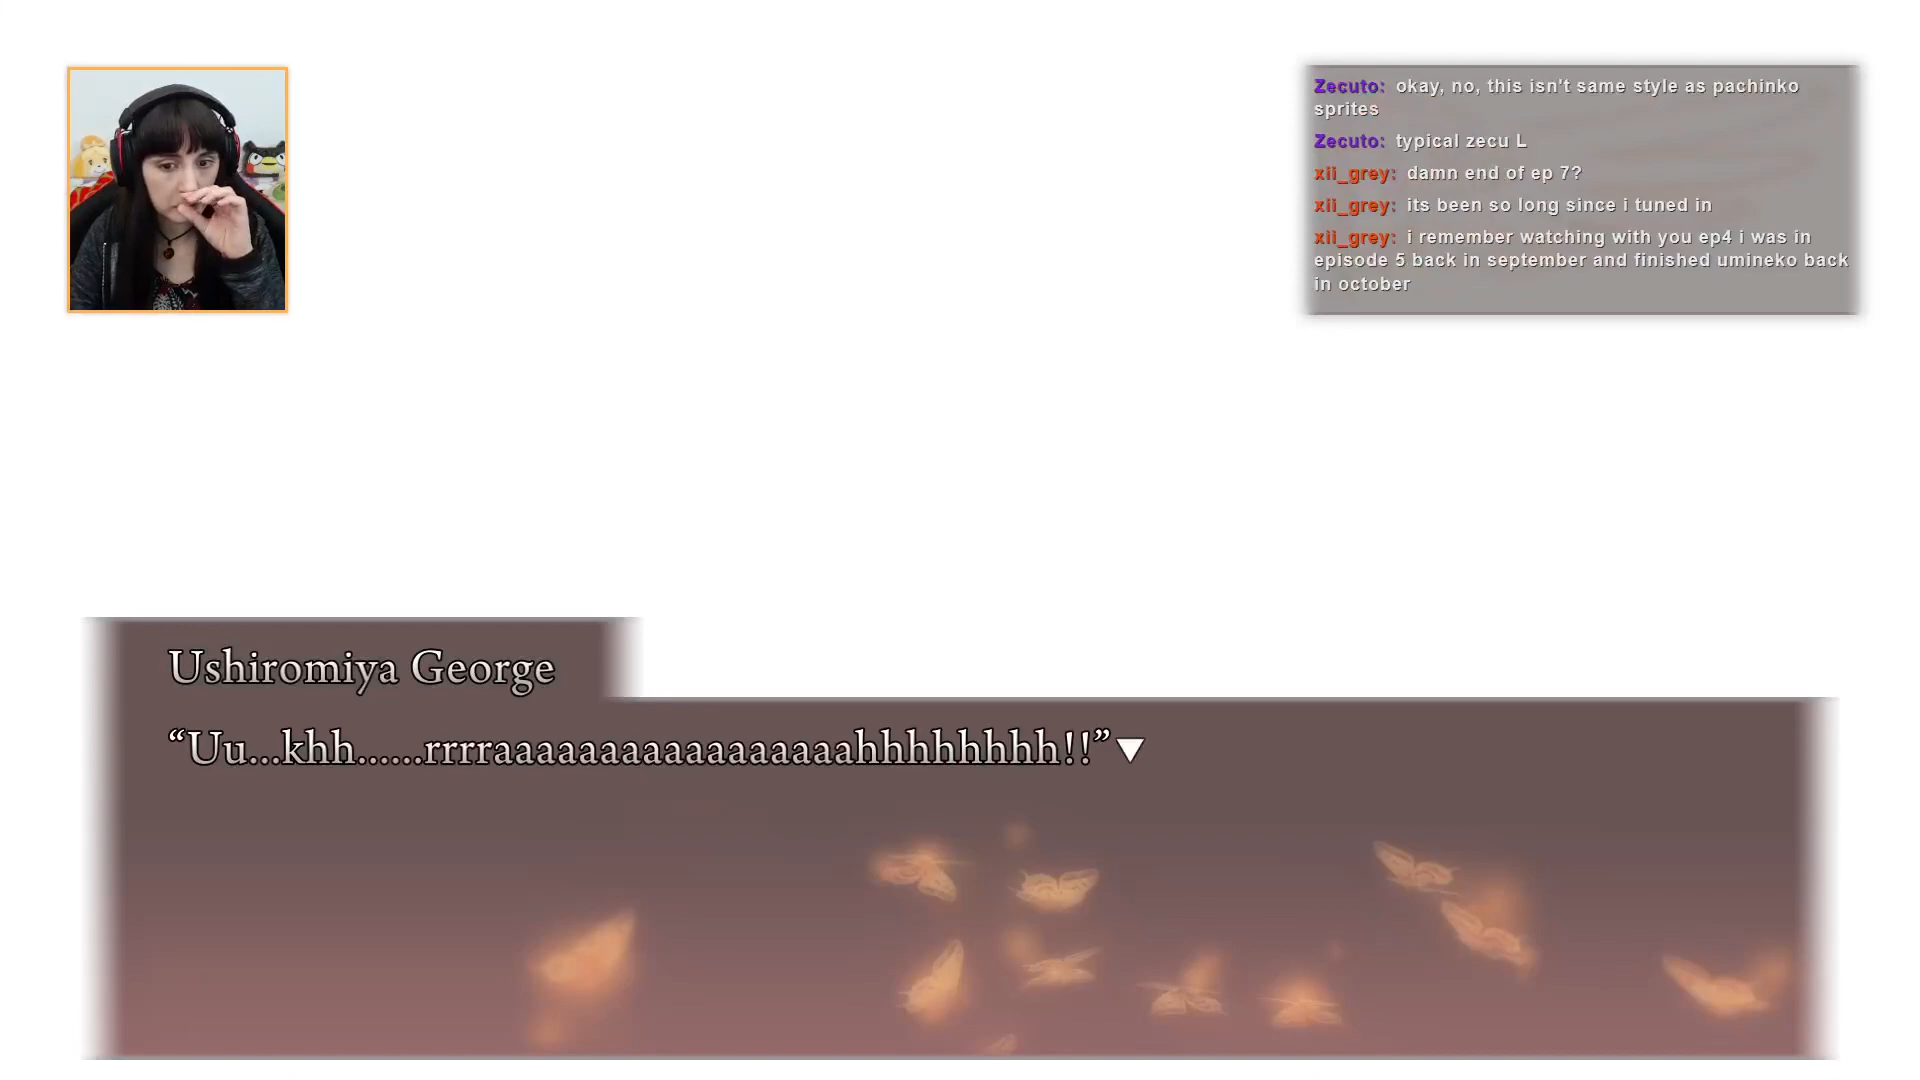 Zecuto: okay, no, this isn't same style as pachinko
sprites
Zecuto: typical zecu L
xii_grey: damn end of ep 7?
xii_grey: its been so long since i tuned in
xii_grey: i remember watching with you ep4 i was in
episode 5 back in september and finished umineko back
in october
Ushiromiya George
“Uu...khh......rrrraaaaaaaaaaaaaaaaahhhhhhhh!!”